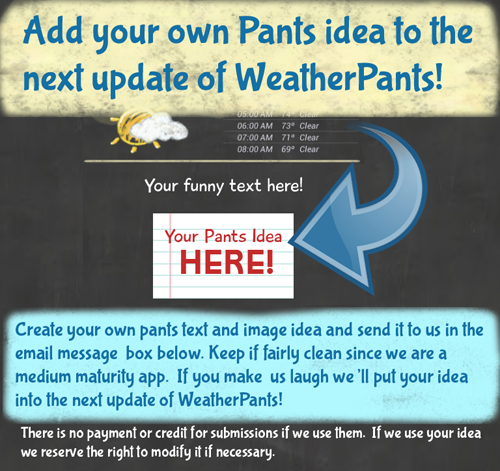 Add your own Pants idea to the
next update of WeatherPants!
05:00 AM 74° Clear
06:00 AM 73° Clear
07:00 AM 71° Clear
08:00 AM 69° Clear
Your funny text here!
Your Pants Idea
HERE!
Create your own pants text and image idea and send it to us in the
email message box below. Keep if fairly clean since we are a
medium maturity app. If you make us laugh we'll put your idea
into the next update of WeatherPants!
There is no payment or credit for submissions if we use them. If we use your idea
we reserve the right to modify it if necessary.